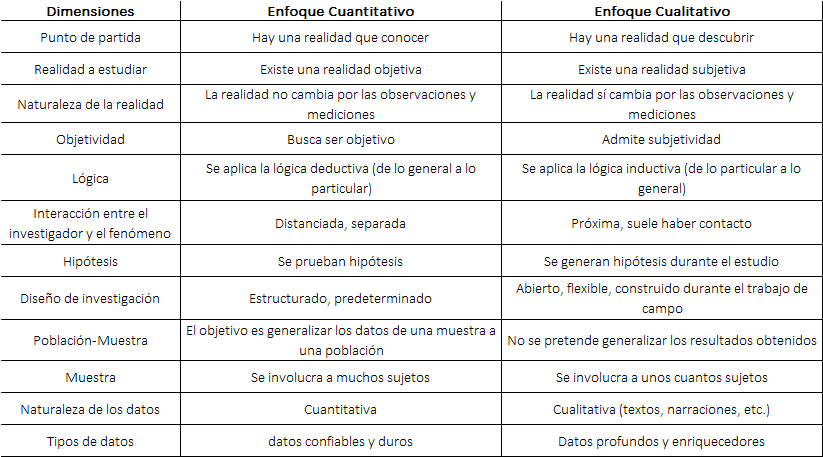 Dimensiones Enfoque Cuantitativo Enfoque Cualitativo
Punto de partida Hay una realidad que conocer Hay una realidad que descubrir
Realidad a estudiar Existe una realidad objetiva Existe una realidad subjetiva
Naturaleza de la realidad
La realidad no cambia por las observaciones y
mediciones
La realidad sí cambia por las observaciones y
mediciones
Objetividad Busca ser objetivo Admite subjetividad
Lógica
Se aplica la lógica deductiva (de lo general a lo
particular)
Se aplica la lógica inductiva (de lo particular a lo
general)
Interacción entre el
investigador y el fenómeno
Distanciada, separada
Próxima, suele haber contacto
Hipótesis Se prueban hipótesis Se generan hipótesis durante el estudio
Diseño de investigación
Estructurado, predeterminado
Abierto, flexible, construido durante el trabajo de
campo
Población-Muestra
El objetivo es generalizar los datos de una muestra a
una población
No se pretende generalizar los resultados obtenidos
Muestra Se involucra a muchos sujetos Se involucra a unos cuantos sujetos
Naturaleza de los datos Cuantitativa Cualitativa (textos, narraciones, etc.)
Tipos de datos datos confiables y duros Datos profundos y enriquecedores